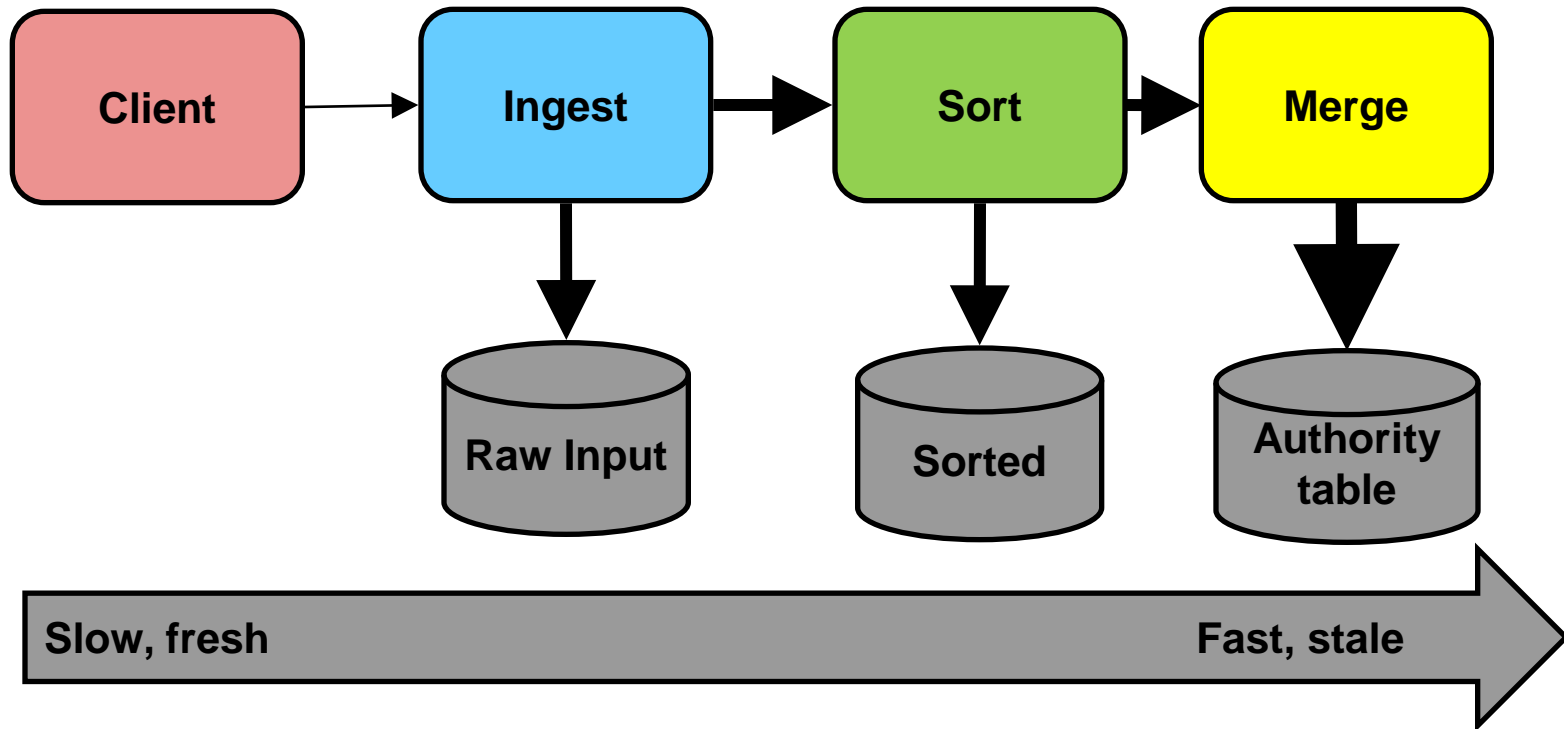 Client
Ingest
Sort
Merge
Raw Input
Sorted
Authority
table
Slow, fresh
Fast, stale